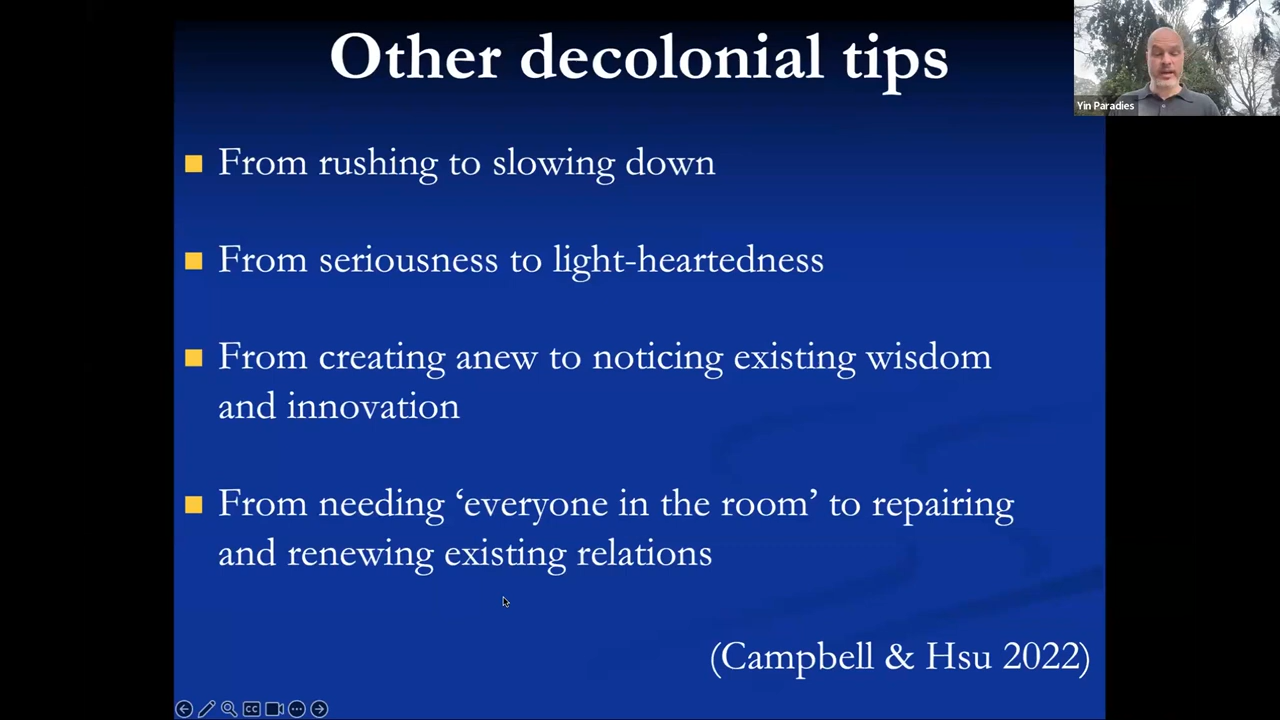 Other decolonial tips
Yin Paradies
From rushing to slowing down
From seriousness to light-heartedness
From creating anew to noticing existing wisdom
and innovation
From needing ‘everyone in the room’ to repairing
and renewing existing relations
(Campbell & Hsu 2022)
CC